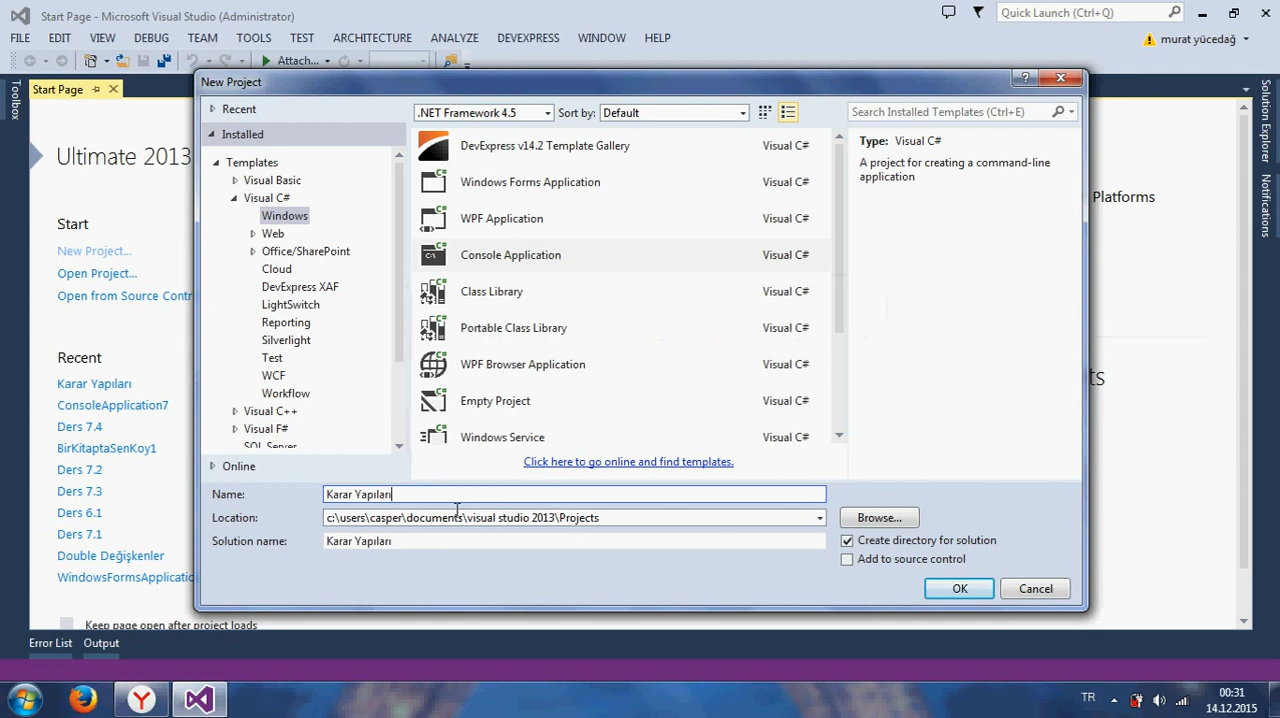 Start Page - Microsoft Visual Studio (Administrator)
Quick Launch (Ctrl+Q)
FILE EDIT VIEW DEBUG TEAM TOOLS TEST ARCHITECTURE ANALYZE DEVEXPRESS WINDOW HELP
murat yücedağ
Attach...
Start Page
Toolbox
Solution Explorer
Notifications
Ultimate 2013
Platforms
Start
New Project...
Open Project...
Open from Source Contr
Recent
Karar Yapıları
ConsoleApplication7
Ders 7.4
BirKitaptaSenKoy1
Ders 7.2
Ders 7.3
Ders 6.1
Ders 7.1
Double Değişkenler
WindowsFormsApplicatio
Keep page open after project loads
ts
New Project
Recent
Installed
.NET Framework 4.5
Sort by: Default
Search Installed Templates (Ctrl+E)
Templates
Visual Basic
Visual C#
Windows
Web
Office/SharePoint
Cloud
DevExpress XAF
LightSwitch
Reporting
Silverlight
Test
WCF
Workflow
Visual C++
Visual F#
SQL Server
Online
DevExpress v14.2 Template Gallery Visual C#
Windows Forms Application Visual C#
WPF Application Visual C#
Console Application Visual C#
Class Library Visual C#
Portable Class Library Visual C#
WPF Browser Application Visual C#
Empty Project Visual C#
Windows Service Visual C#
Click here to go online and find templates.
Type: Visual C#
A project for creating a command-line
application
Name: Karar Yapıları
Location: c:\users\casper\documents\visual studio 2013\Projects
Browse...
Solution name: Karar Yapıları
Create directory for solution
Add to source control
OK
Cancel
Error List Output
TR
00:31
14.12.2015